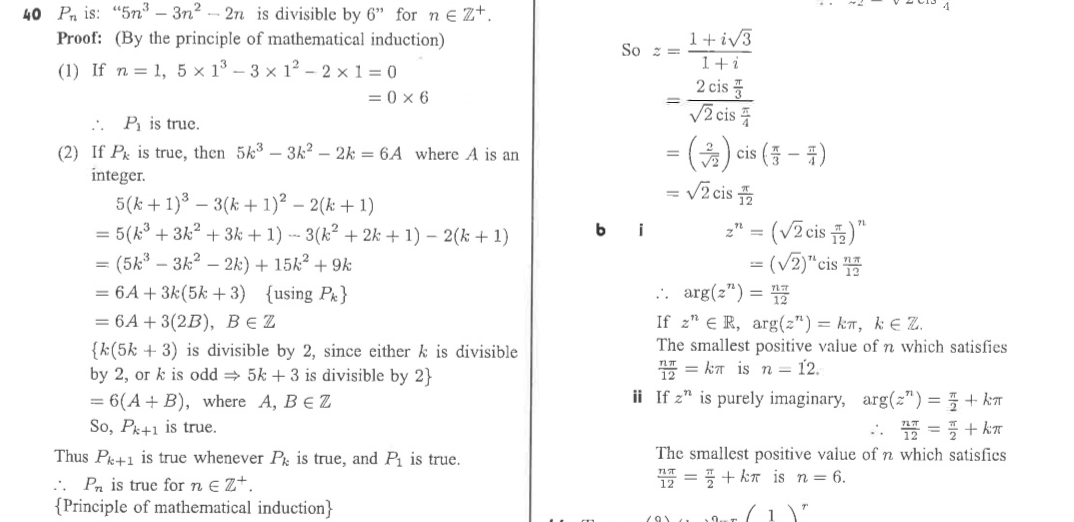 40 Pₙ is: “5n³ − 3n² − 2n is divisible by 6” for n ∈ ℤ⁺.
Proof: (By the principle of mathematical induction)
(1) If n = 1, 5 × 1³ − 3 × 1² − 2 × 1 = 0
= 0 × 6
∴ P₁ is true.
(2) If Pₖ is true, then 5k³ − 3k² − 2k = 6A where A is an
integer.
5(k + 1)³ − 3(k + 1)² − 2(k + 1)
= 5(k³ + 3k² + 3k + 1) − 3(k² + 2k + 1) − 2(k + 1)
= (5k³ − 3k² − 2k) + 15k² + 9k
= 6A + 3k(5k + 3) {using Pₖ}
= 6A + 3(2B), B ∈ ℤ
{k(5k + 3) is divisible by 2, since either k is divisible
by 2, or k is odd ⇒ 5k + 3 is divisible by 2}
= 6(A + B), where A, B ∈ ℤ
So, Pₖ₊₁ is true.
Thus Pₖ₊₁ is true whenever Pₖ is true, and P₁ is true.
∴ Pₙ is true for n ∈ ℤ⁺.
{Principle of mathematical induction}
So z = (1 + i√3)/(1 + i)
= (2 cis π/3)/(√2 cis π/4)
= (2/√2) cis (π/3 − π/4)
= √2 cis π/12
b i zⁿ = (√2 cis π/12)ⁿ
= (√2)ⁿ cis nπ/12
∴ arg(zⁿ) = nπ/12
If zⁿ ∈ ℝ, arg(zⁿ) = kπ, k ∈ ℤ.
The smallest positive value of n which satisfies
nπ/12 = kπ is n = 12.
ii If zⁿ is purely imaginary, arg(zⁿ) = π/2 + kπ
∴ nπ/12 = π/2 + kπ
The smallest positive value of n which satisfies
nπ/12 = π/2 + kπ is n = 6.